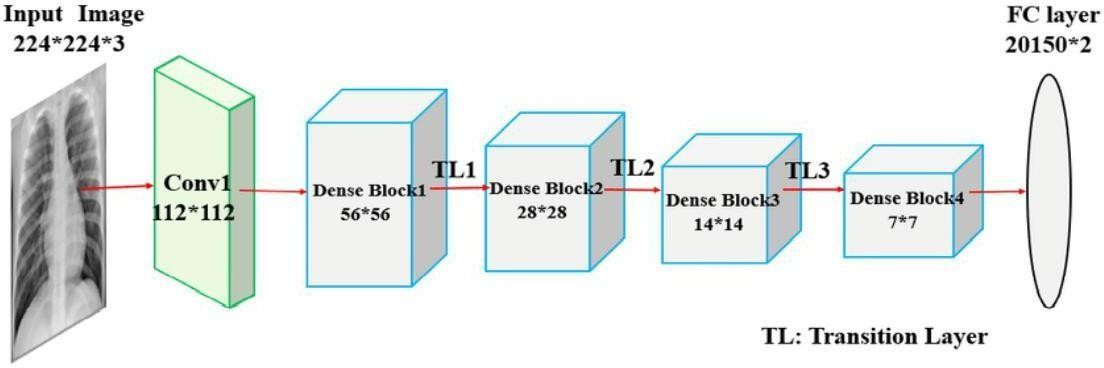 Input Image
224*224*3
FC layer
20150*2
Conv1
112*112
Dense Block1
56*56
TL1
Dense Block2
28*28
TL2
Dense Block3
14*14
TL3
Dense Block4
7*7
TL: Transition Layer